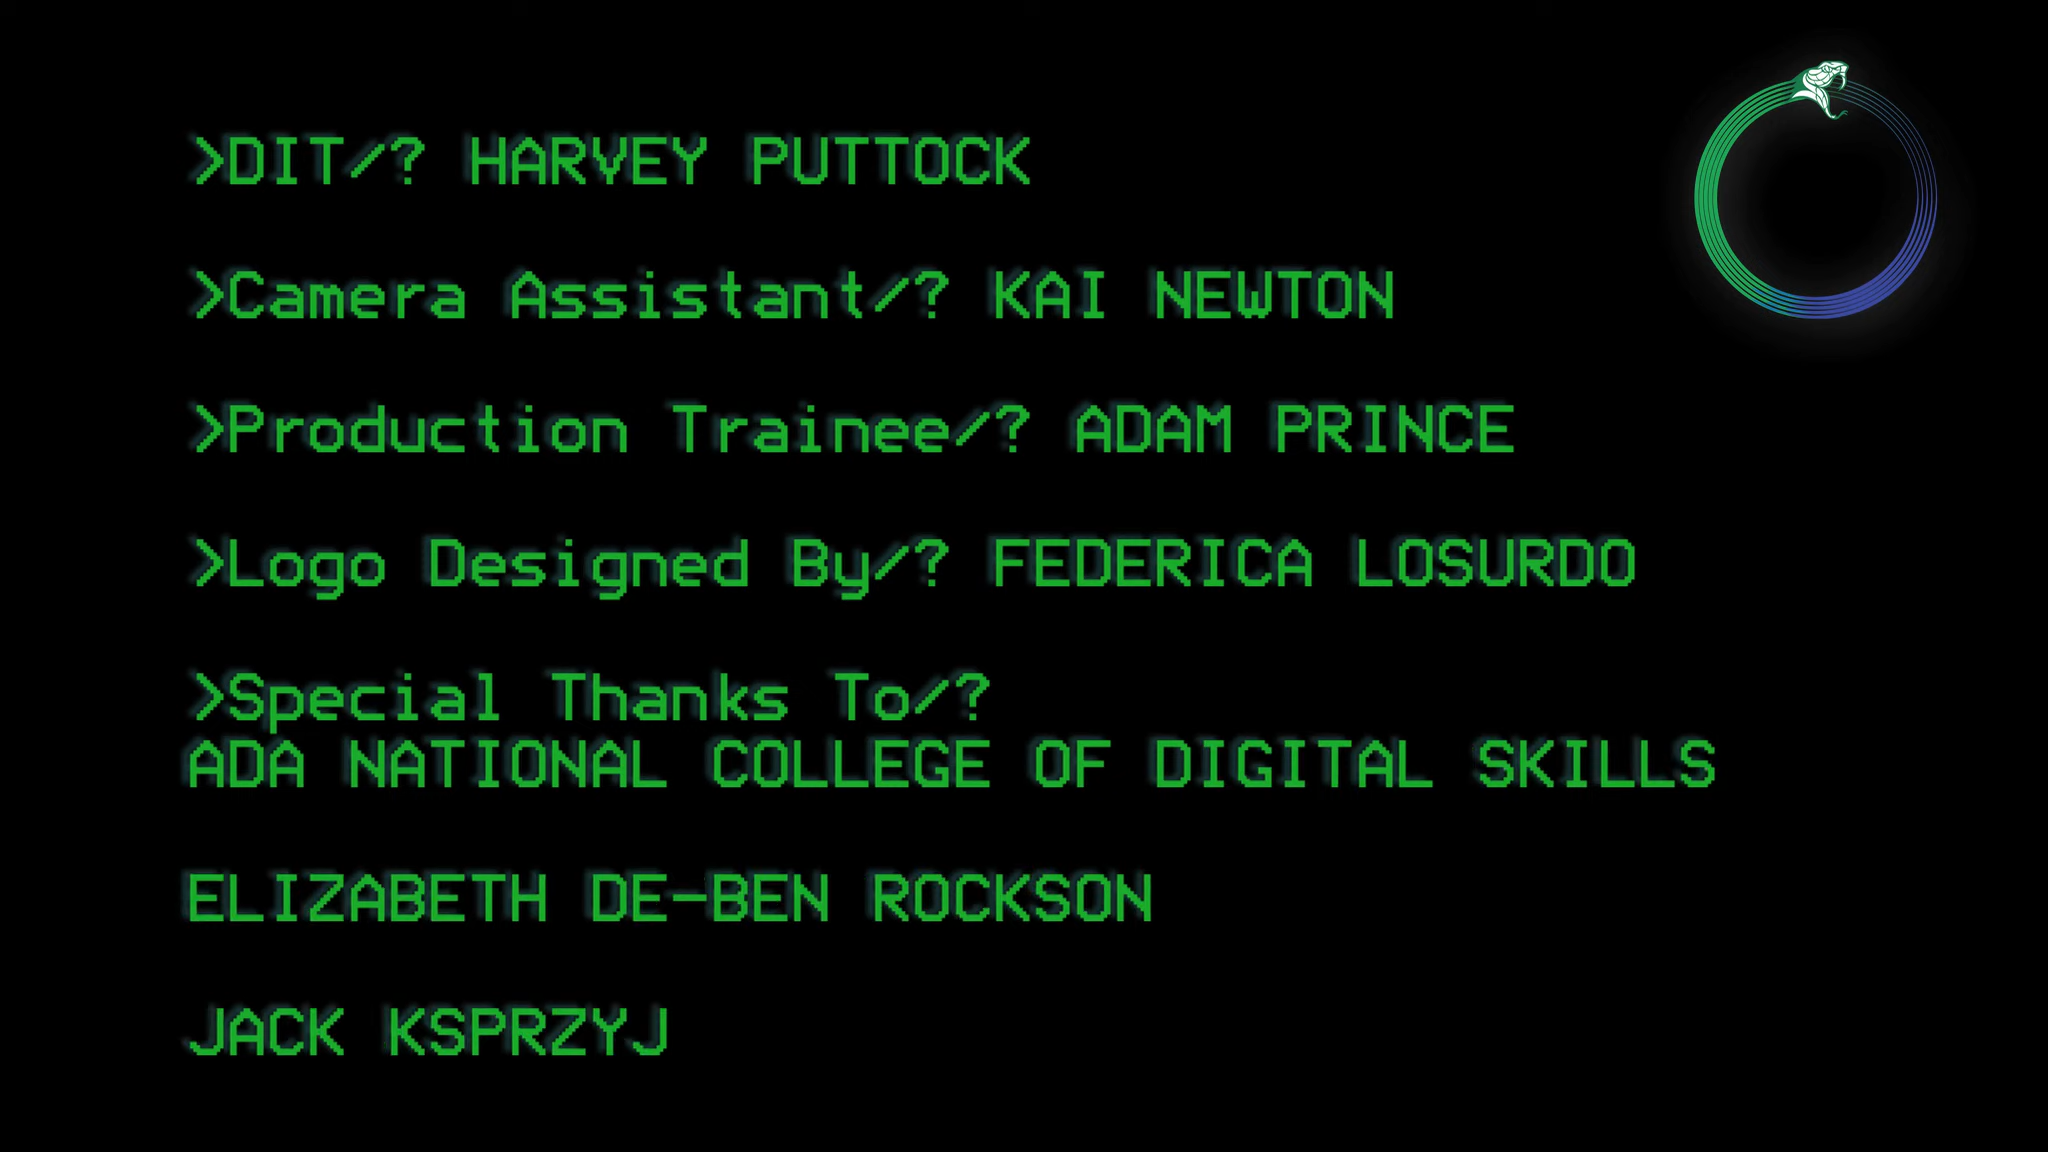 >DIT/? HARVEY PUTTOCK
>Camera Assistant/? KAI NEWTON
>Production Trainee/? ADAM PRINCE
>Logo Designed By/? FEDERICA LOSURDO
>Special Thanks To/?
ADA NATIONAL COLLEGE OF DIGITAL SKILLS
ELIZABETH DE-BEN ROCKSON
JACK KSPRZYJ